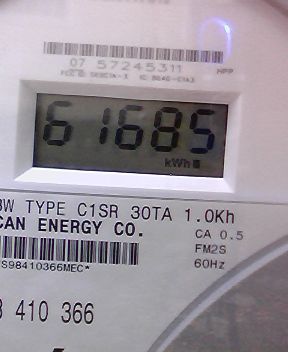 07 57245311
HPP
61685
kWh
3W TYPE C1SR 30TA 1.0Kh
CAN ENERGY CO.
CA 0.5
FM2S
60Hz
S98410366MEC*
410 366